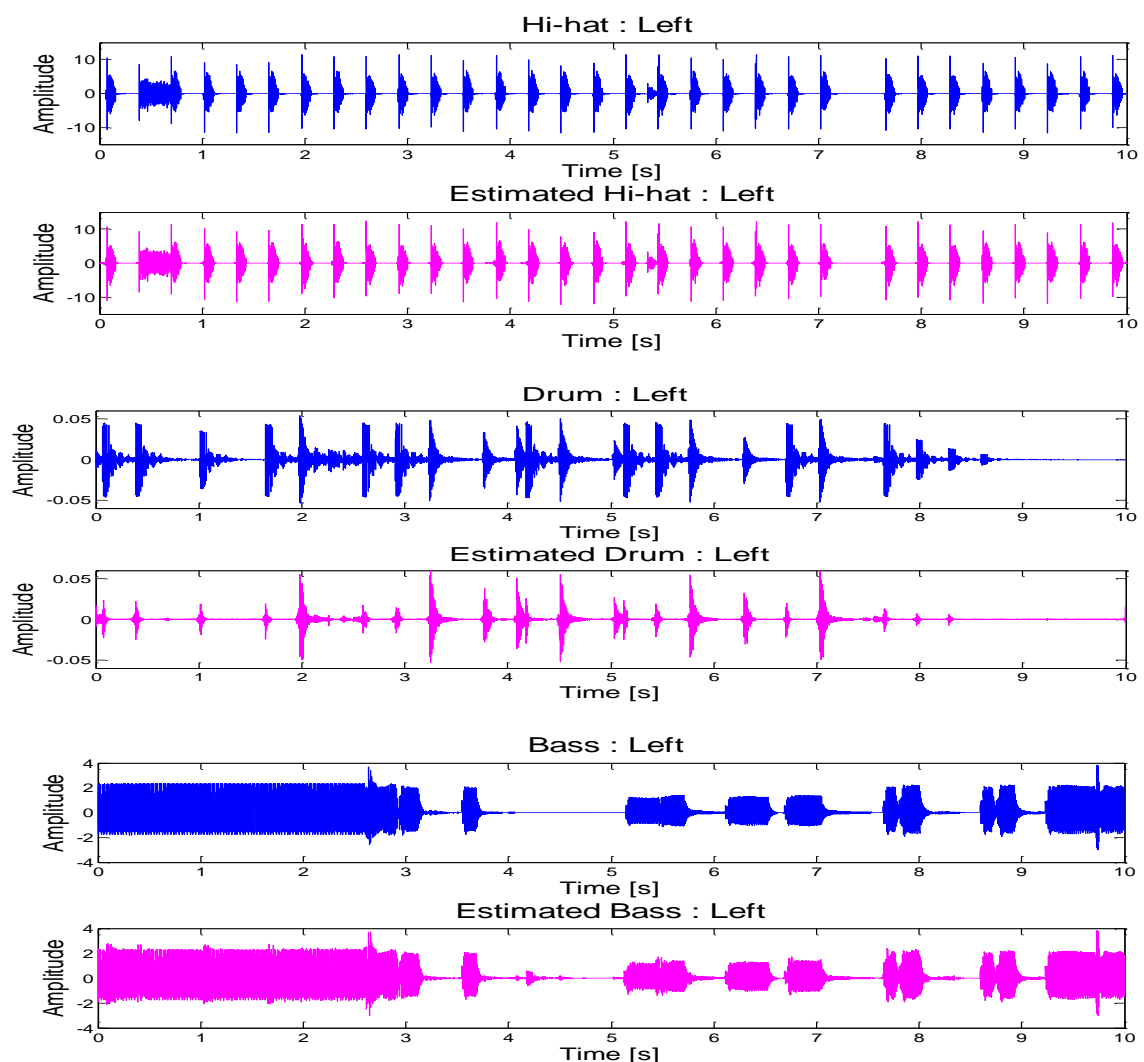 Hi-hat : Left
10
0
-10
Amplitude
0 1 2 3 4 5 6 7 8 9 10
Time [s]
Estimated Hi-hat : Left
10
0
-10
Amplitude
0 1 2 3 4 5 6 7 8 9 10
Time [s]
Drum : Left
0.05
0
-0.05
Amplitude
0 1 2 3 4 5 6 7 8 9 10
Time [s]
Estimated Drum : Left
0.05
0
-0.05
Amplitude
0 1 2 3 4 5 6 7 8 9 10
Time [s]
Bass : Left
4
2
0
-2
-4
Amplitude
0 1 2 3 4 5 6 7 8 9 10
Time [s]
Estimated Bass : Left
4
2
0
-2
-4
Amplitude
0 1 2 3 4 5 6 7 8 9 10
Time [s]